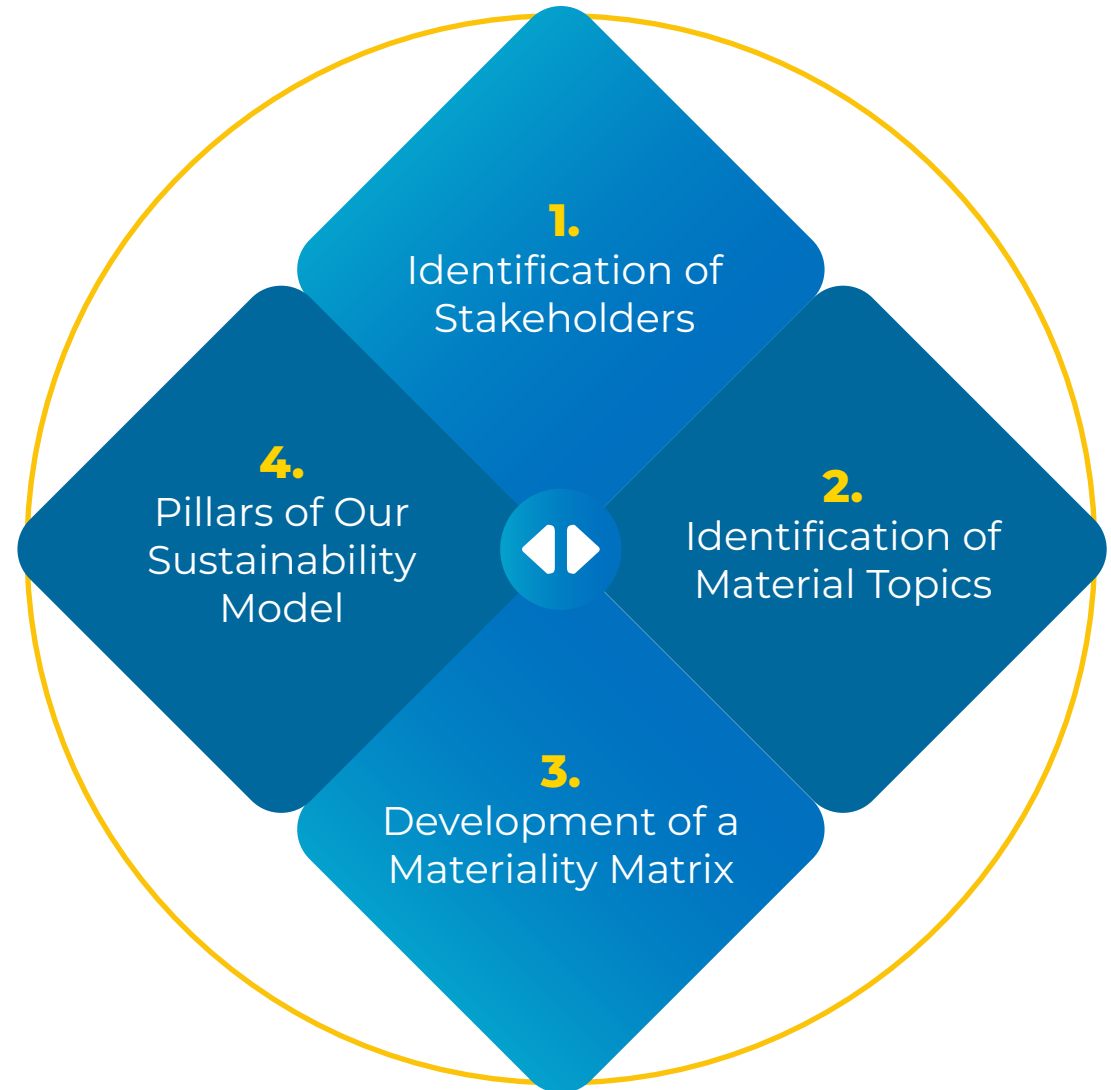 1.
Identification of
Stakeholders
2.
Identification of
Material Topics
3.
Development of a
Materiality Matrix
4.
Pillars of Our
Sustainability
Model